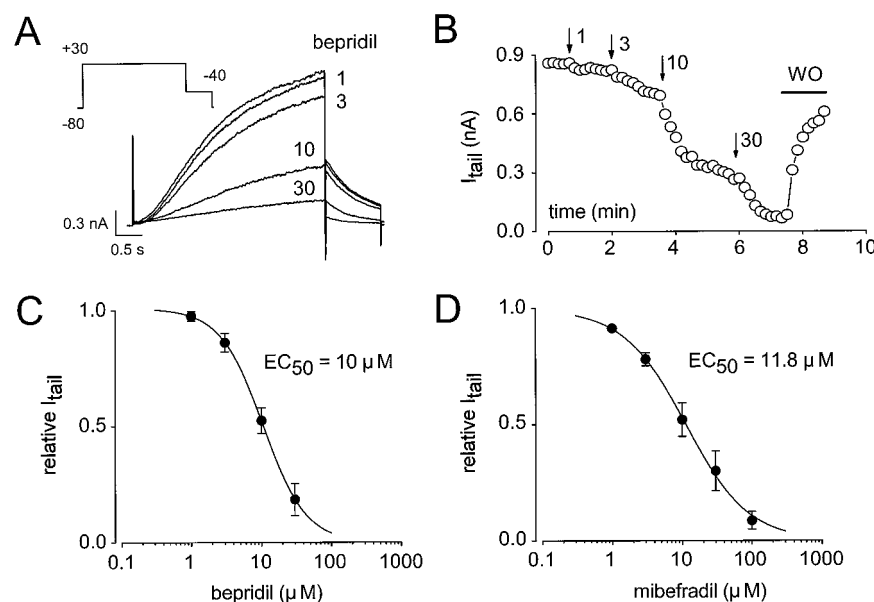 A
+30
-40
-80
bepridil
1
3
10
30
0.3 nA
0.5 s
B
1
3
10
30
WO
0.9
0.6
0.3
0.0
I_tail (nA)
time (min)
0 2 4 6 8 10
C
EC50 = 10 µM
1.0
0.5
0.0
relative I_tail
0.1 1 10 100 1000
bepridil (µM)
D
EC50 = 11.8 µM
1.0
0.5
0.0
relative I_tail
0.1 1 10 100 1000
mibefradil (µM)